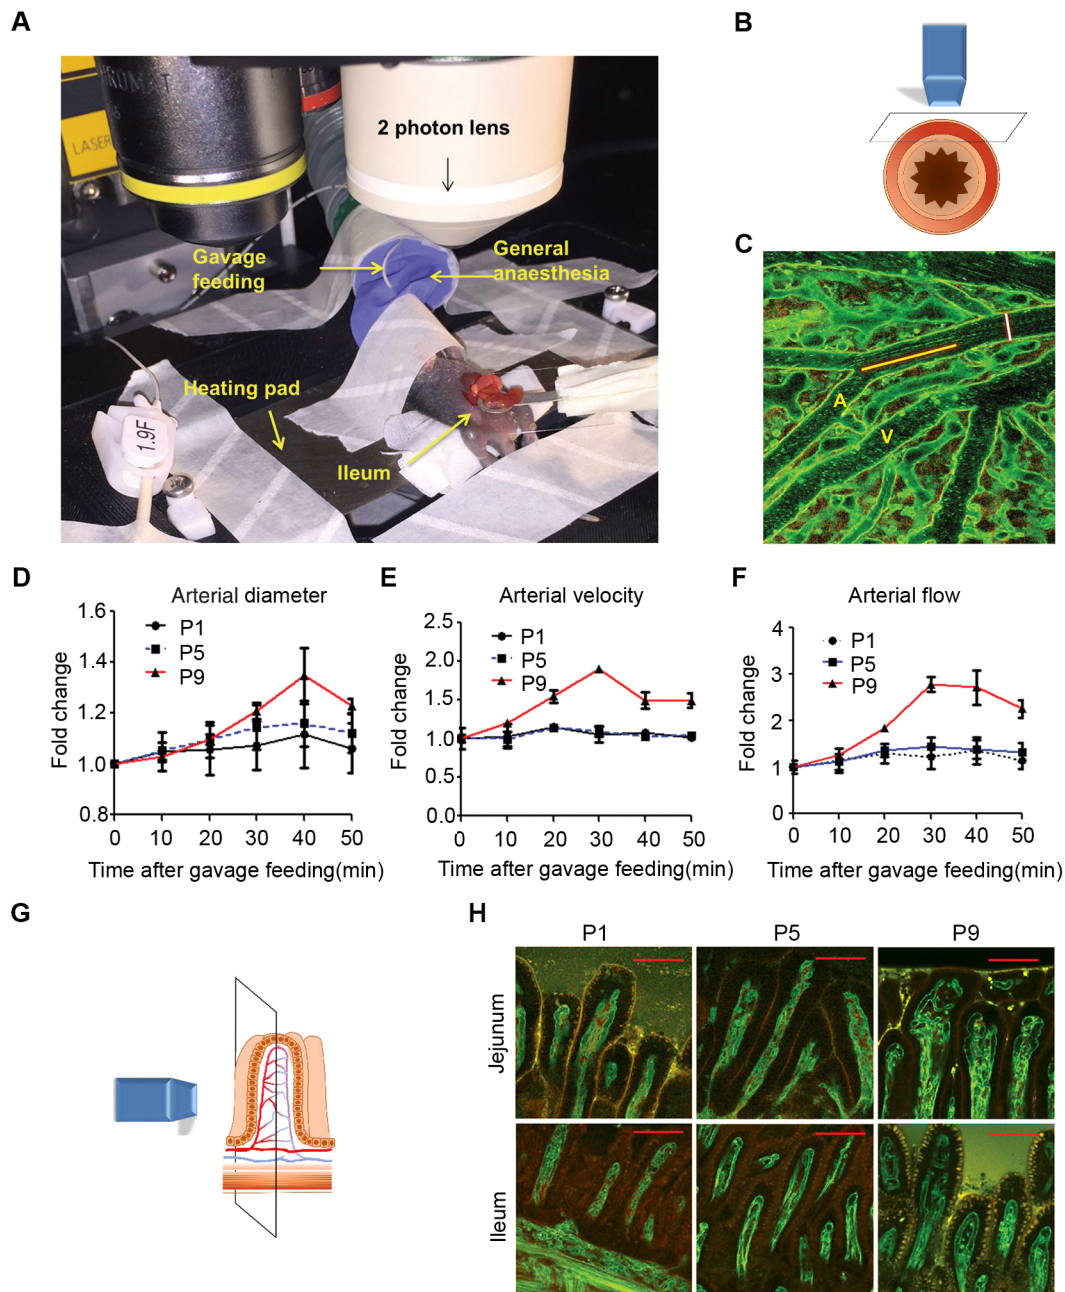 A
B
HROMAT
LASER
2 photon lens
Gavage
feeding
General
anaesthesia
Heating pad
1.9F
Ileum
C
A
V
D
Arterial diameter
1.6
1.4
1.2
1.0
0.8
Fold change
P1
P5
P9
0 10 20 30 40 50
Time after gavage feeding(min)
E
Arterial velocity
2.5
2.0
1.5
1.0
0.5
0.0
Fold change
P1
P5
P9
0 10 20 30 40 50
Time after gavage feeding(min)
F
Arterial flow
4
3
2
1
0
Fold change
P1
P5
P9
0 10 20 30 40 50
Time after gavage feeding(min)
G
H
P1 P5 P9
Jejunum
Ileum